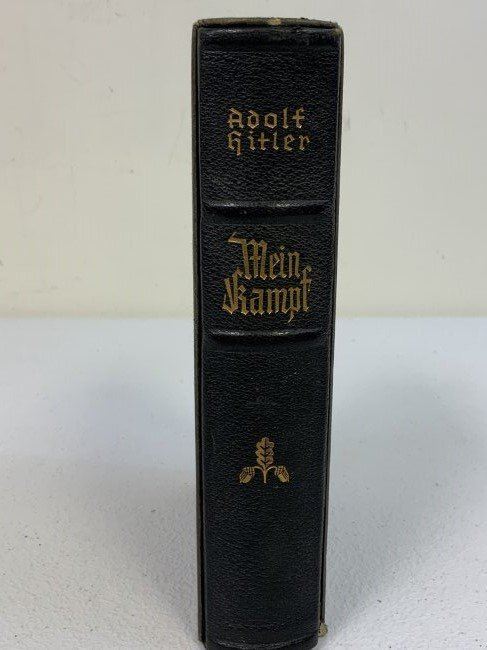 Adolf
Hitler
Mein
Kampf